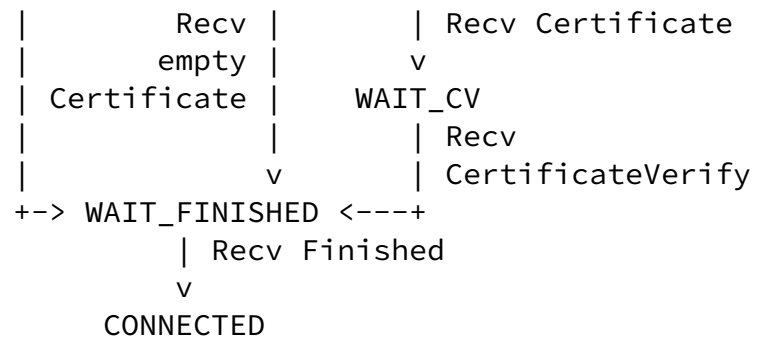 |        Recv |       | Recv Certificate
|       empty |       v
| Certificate |    WAIT_CV
|             |       | Recv
|             v       | CertificateVerify
+-> WAIT_FINISHED <---+
         | Recv Finished
         v
     CONNECTED